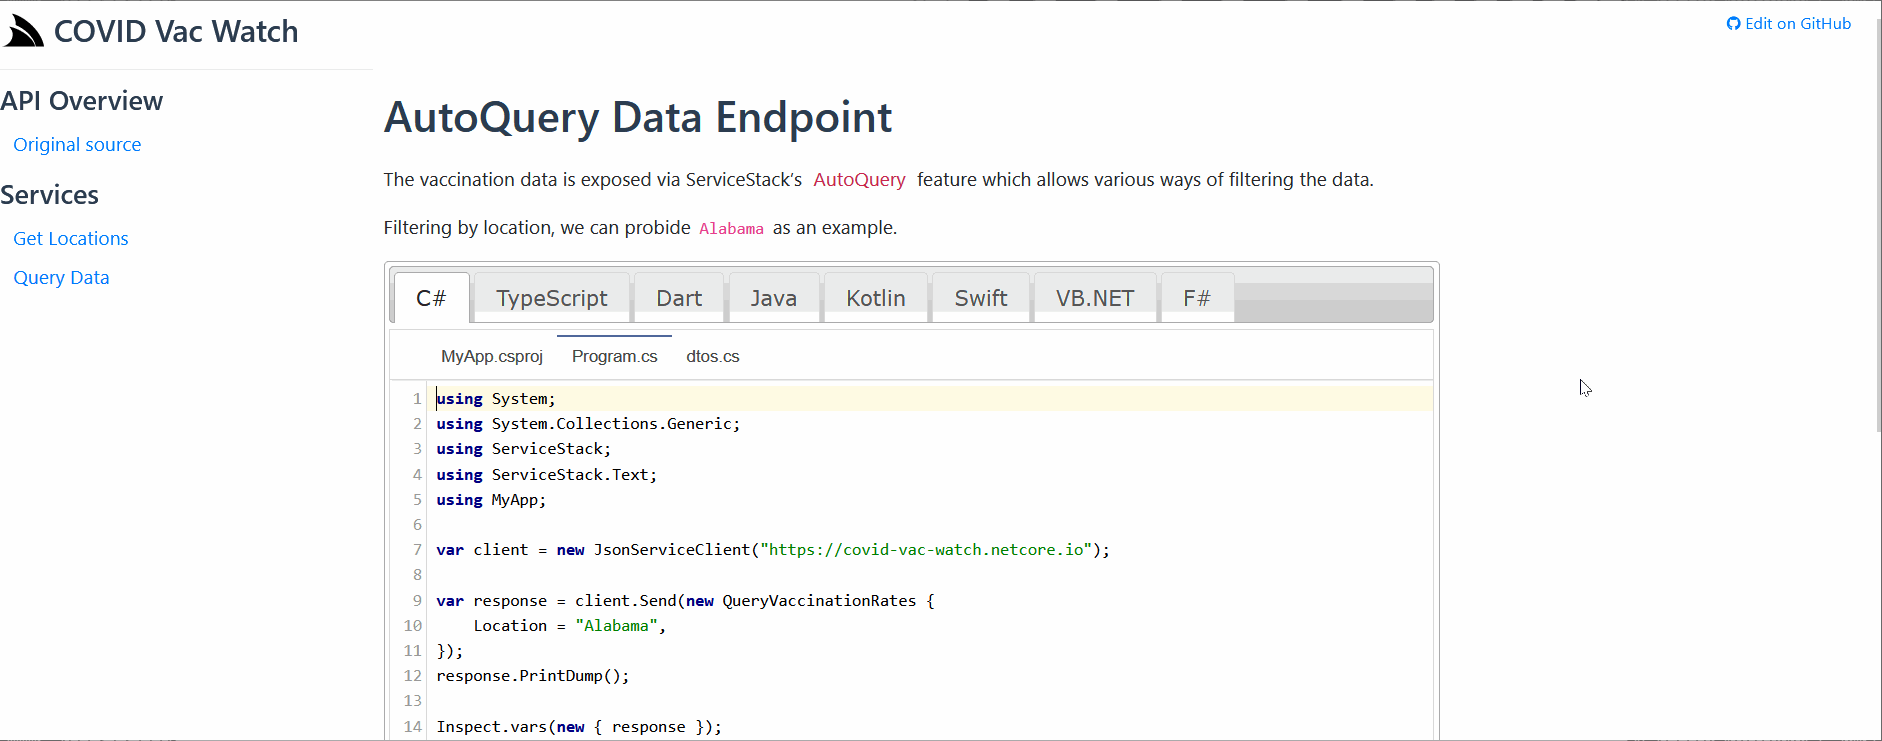 COVID Vac Watch
Edit on GitHub
API Overview
Original source
Services
Get Locations
Query Data
AutoQuery Data Endpoint
The vaccination data is exposed via ServiceStack's AutoQuery feature which allows various ways of filtering the data.
Filtering by location, we can probide Alabama as an example.
C# TypeScript Dart Java Kotlin Swift VB.NET F#
MyApp.csproj Program.cs dtos.cs
1 using System;
2 using System.Collections.Generic;
3 using ServiceStack;
4 using ServiceStack.Text;
5 using MyApp;
6
7 var client = new JsonServiceClient("https://covid-vac-watch.netcore.io");
8
9 var response = client.Send(new QueryVaccinationRates {
10 Location = "Alabama",
11 });
12 response.PrintDump();
13
14 Inspect.vars(new { response });